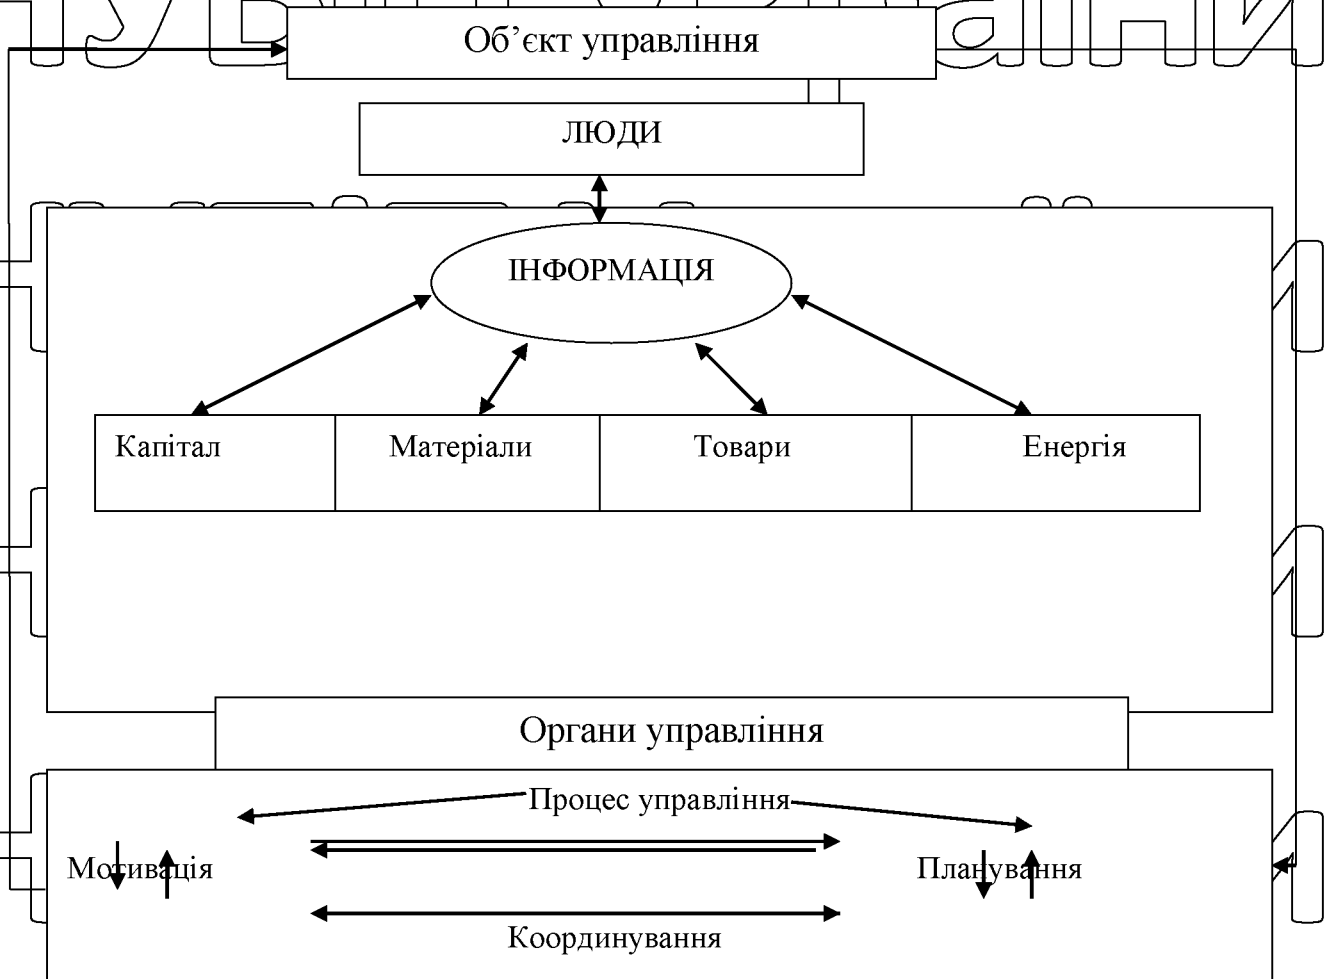 Об’єкт управління
ЛЮДИ
ІНФОРМАЦІЯ
Капітал Матеріали Товари Енергія
Органи управління
Процес управління
Мотивація Планування
Координування